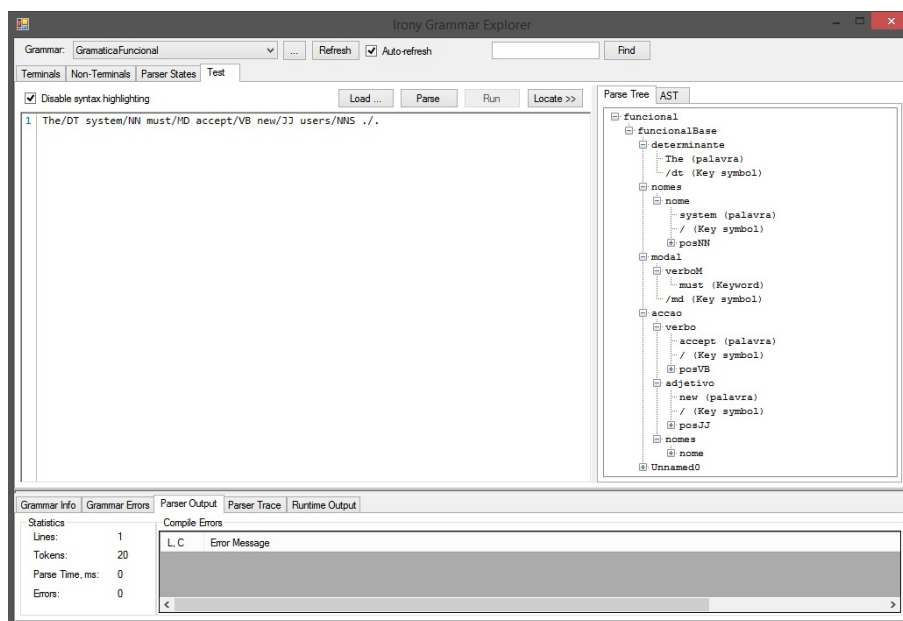 Irony Grammar Explorer
Grammar: GramaticaFuncional ... Refresh Auto-refresh Find
Terminals Non-Terminals Parser States Test
Disable syntax highlighting Load ... Parse Run Locate >>
1 The/DT system/NN must/MD accept/VB new/JJ users/NNS ./.
Parse Tree AST
funcional
funcionalBase
determinante
The (palavra)
/dt (Key symbol)
nomes
nome
system (palavra)
/ (Key symbol)
posNN
modal
verboM
must (Keyword)
/md (Key symbol)
accao
verbo
accept (palavra)
/ (Key symbol)
posVB
adjetivo
new (palavra)
/ (Key symbol)
posJJ
nomes
nome
Unnamed0
Grammar Info Grammar Errors Parser Output Parser Trace Runtime Output
Statistics
Lines: 1
Tokens: 20
Parse Time, ms: 0
Errors: 0
Compile Errors
L, C Error Message